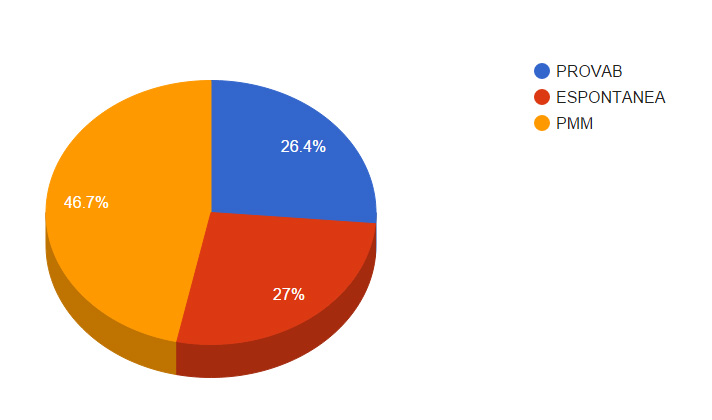 PROVAB
ESPONTANEA
PMM
26.4%
46.7%
27%